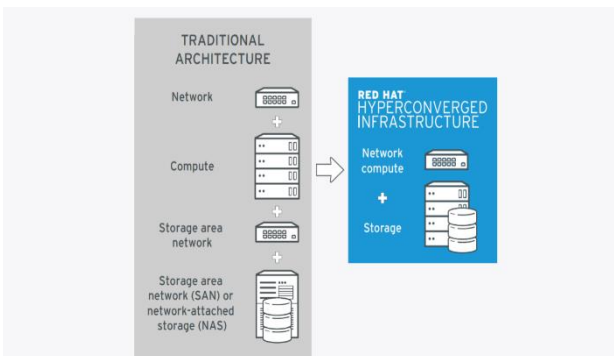 TRADITIONAL
ARCHITECTURE
Network
+
Compute
+
Storage area
network
+
Storage area
network (SAN) or
network-attached
storage (NAS)
RED HAT®
HYPERCONVERGED
INFRASTRUCTURE
Network
compute
+
Storage